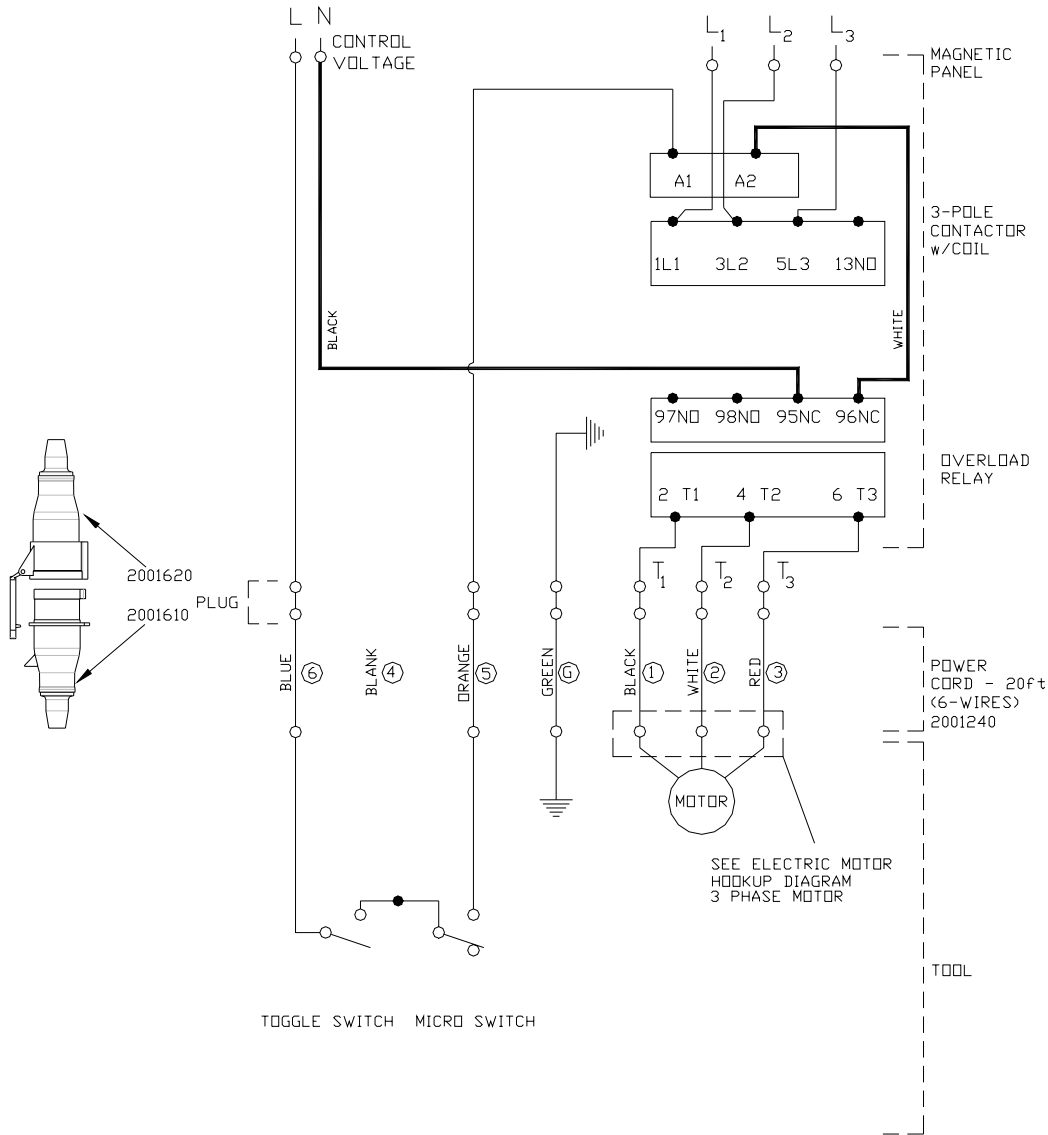 L N
CONTROL
VOLTAGE
L1 L2 L3
MAGNETIC
PANEL
A1 A2
3-POLE
CONTACTOR
w/COIL
1L1 3L2 5L3 13NO
BLACK
WHITE
97NO 98NO 95NC 96NC
OVERLOAD
RELAY
2 T1 4 T2 6 T3
T1 T2 T3
2001620
PLUG
2001610
BLUE 6
BLANK 4
ORANGE 5
GREEN G
BLACK 1
WHITE 2
RED 3
POWER
CORD - 20ft
(6-WIRES)
2001240
MOTOR
SEE ELECTRIC MOTOR
HOOKUP DIAGRAM
3 PHASE MOTOR
TOOL
TOGGLE SWITCH MICRO SWITCH